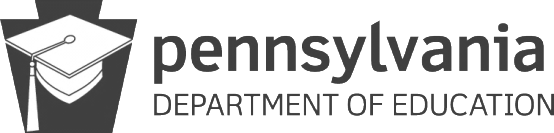 pennsylvania
DEPARTMENT OF EDUCATION